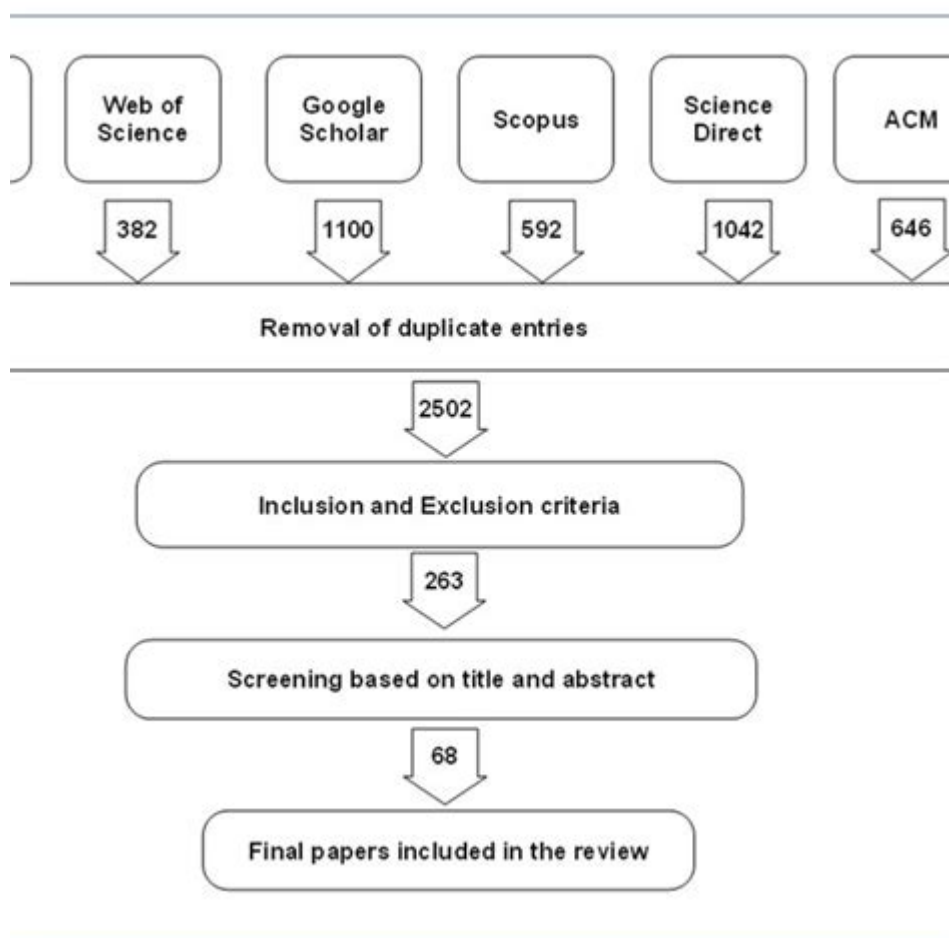 Web of
Science
Google
Scholar
Scopus
Science
Direct
ACM
382
1100
592
1042
646
Removal of duplicate entries
2502
Inclusion and Exclusion criteria
263
Screening based on title and abstract
68
Final papers included in the review